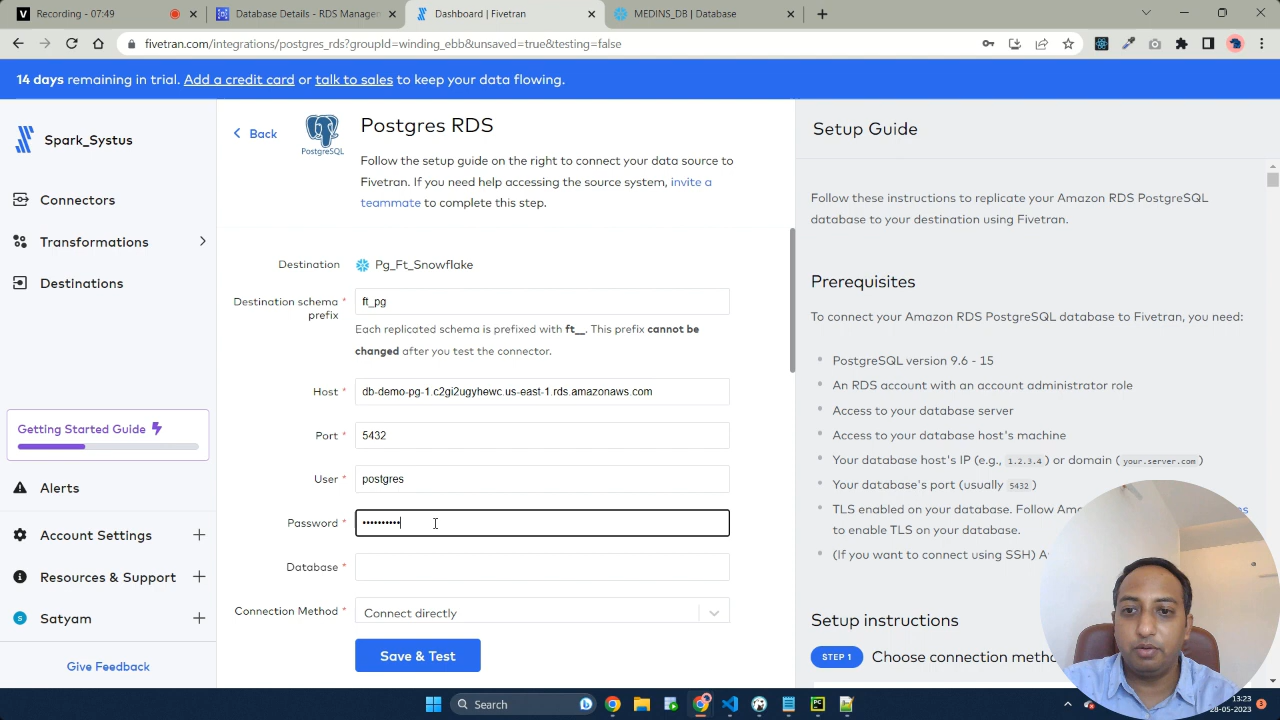 Recording - 07:49
Database Details - RDS Manager
Dashboard | Fivetran
MEDINS_DB | Database
fivetran.com/integrations/postgres_rds?groupId=winding_ebb&unsaved=true&testing=false
14 days remaining in trial. Add a credit card or talk to sales to keep your data flowing.
Spark_Systus
Connectors
Transformations
Destinations
Getting Started Guide
Alerts
Account Settings
Resources & Support
Satyam
Give Feedback
Back
PostgreSQL
Postgres RDS
Follow the setup guide on the right to connect your data source to
Fivetran. If you need help accessing the source system, invite a
teammate to complete this step.
Destination Pg_Ft_Snowflake
Destination schema prefix * ft_pg
Each replicated schema is prefixed with ft__. This prefix cannot be
changed after you test the connector.
Host * db-demo-pg-1.c2gi2ugyhewc.us-east-1.rds.amazonaws.com
Port * 5432
User * postgres
Password * ••••••••••
Database *
Connection Method * Connect directly
Save & Test
Setup Guide
Follow these instructions to replicate your Amazon RDS PostgreSQL
database to your destination using Fivetran.
Prerequisites
To connect your Amazon RDS PostgreSQL database to Fivetran, you need:
PostgreSQL version 9.6 - 15
An RDS account with an account administrator role
Access to your database server
Access to your database host's machine
Your database host's IP (e.g., 1.2.3.4) or domain (your.server.com)
Your database's port (usually 5432)
TLS enabled on your database. Follow
to enable TLS on your database.
(If you want to connect using SSH)
Setup instructions
STEP 1 Choose connection
Search
13:23
28-05-2023